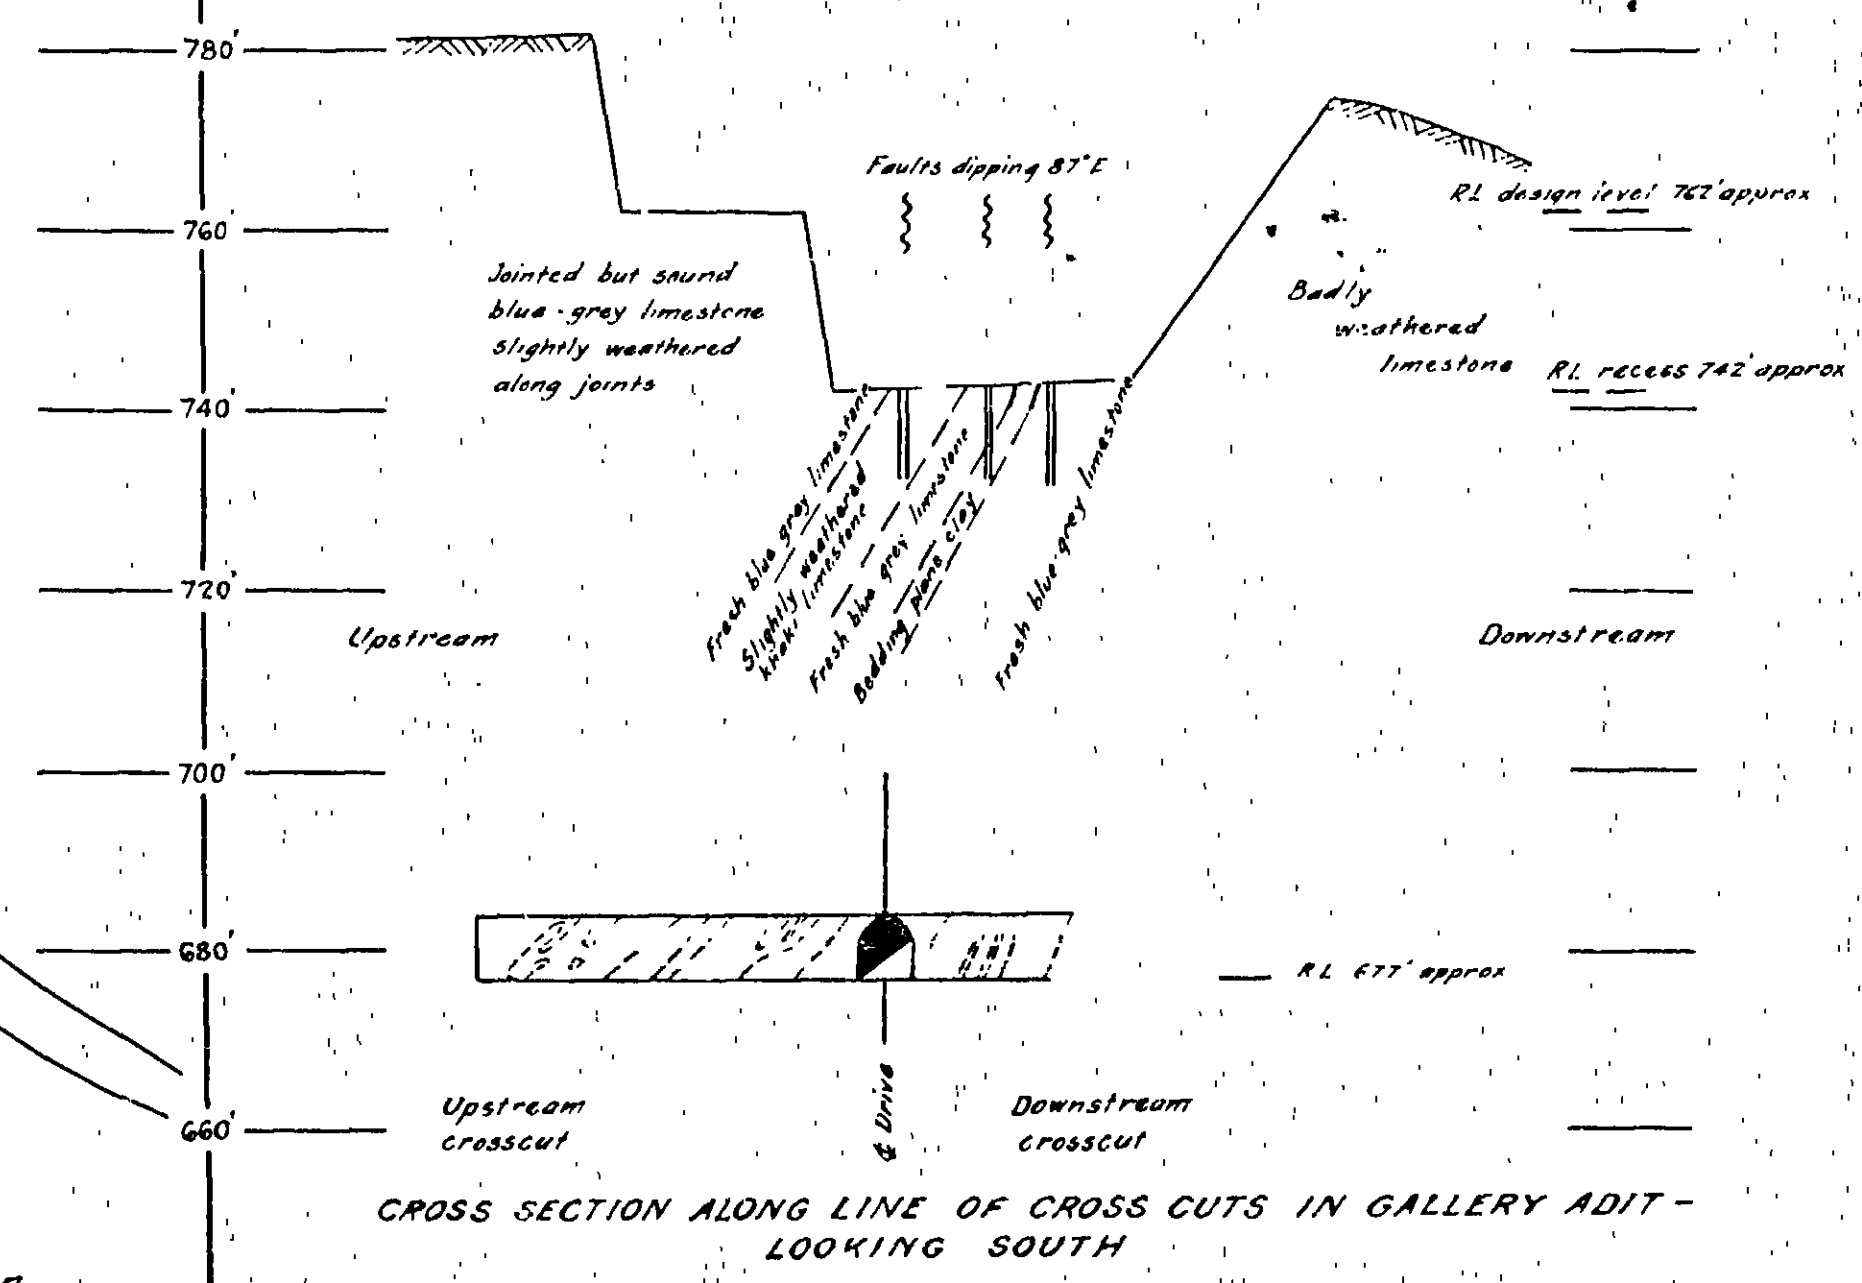 780'
760'
740'
720'
700'
680'
660'
Faults dipping 87°E
RL design level 762' approx
Jointed but sound
blue-grey limestone
slightly weathered
along joints
Badly
weathered
limestone
RL recess 742' approx
Fresh blue grey limestone
Slightly weathered
khaki limestone
Fresh blue grey limestone
Bedding plane clay
Fresh blue-grey limestone
Upstream
Downstream
RL 677' approx
Upstream
crosscut
℄ Drive
Downstream
crosscut
CROSS SECTION ALONG LINE OF CROSS CUTS IN GALLERY ADIT -
LOOKING SOUTH